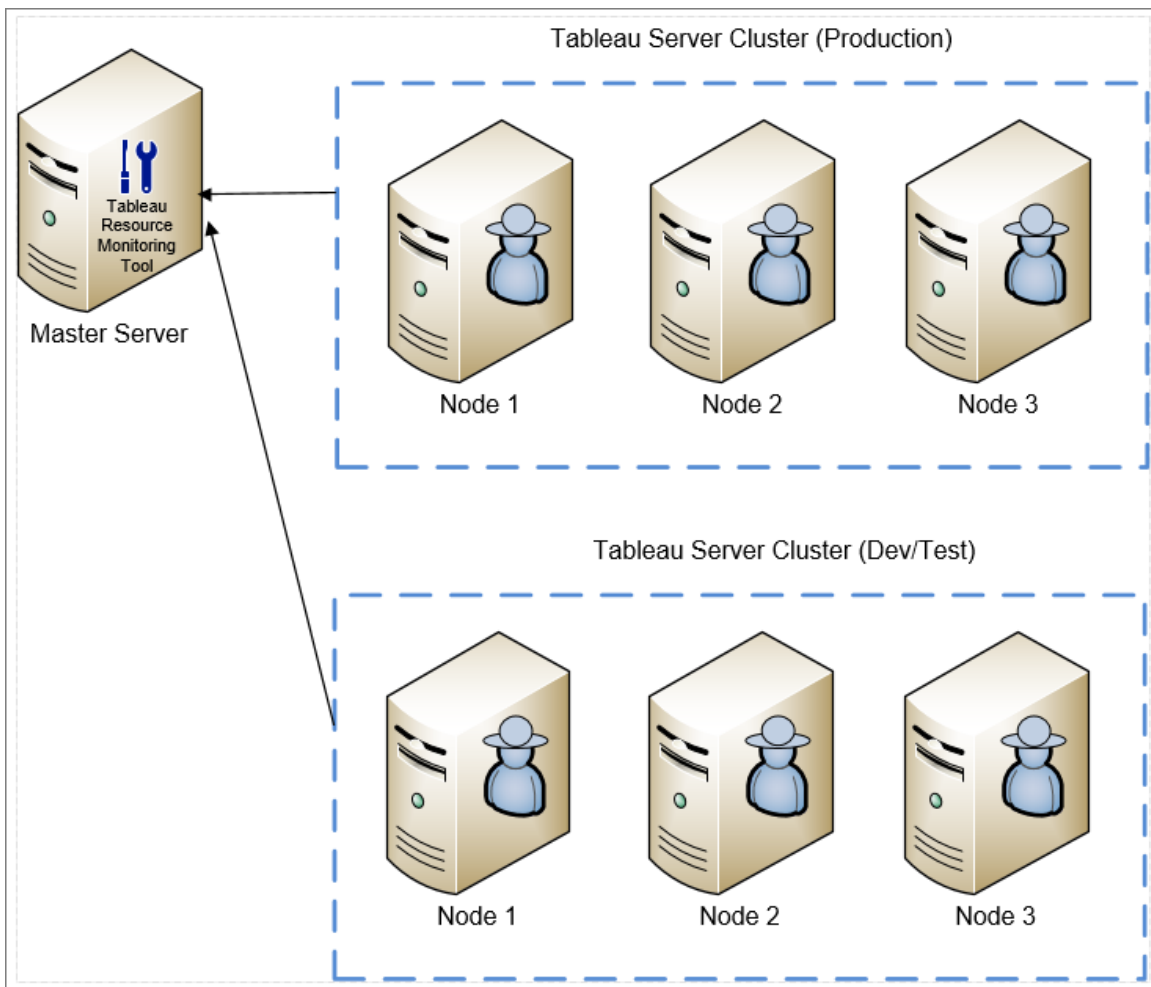 Tableau Server Cluster (Production)
Tableau
Resource
Monitoring
Tool
Master Server
Node 1
Node 2
Node 3
Tableau Server Cluster (Dev/Test)
Node 1
Node 2
Node 3